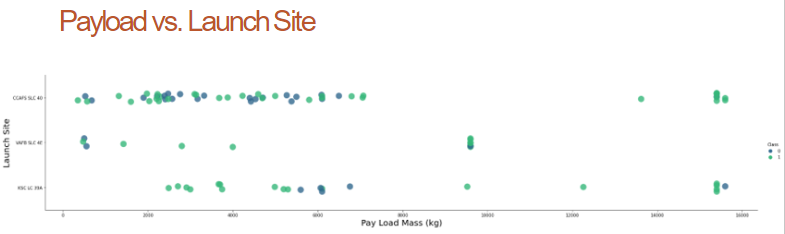 Payload vs. Launch Site
CCAFS SLC 40
VAFB SLC 4E
KSC LC 39A
Launch Site
0 2000 4000 6000 8000 10000 12000 14000 16000
Pay Load Mass (kg)
Class
0
1